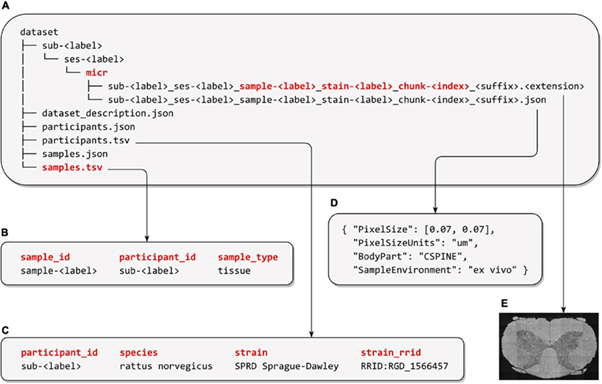 A
dataset
├── sub-<label>
│   └── ses-<label>
│       └── micr
│           ├── sub-<label>_ses-<label>_sample-<label>_stain-<label>_chunk-<index>_<suffix>.<extension>
│           └── sub-<label>_ses-<label>_sample-<label>_stain-<label>_chunk-<index>_<suffix>.json
├── dataset_description.json
├── participants.json
├── participants.tsv
├── samples.json
└── samples.tsv
B
sample_id participant_id sample_type
sample-<label> sub-<label> tissue
D
{ "PixelSize": [0.07, 0.07],
"PixelSizeUnits": "um",
"BodyPart": "CSPINE",
"SampleEnvironment": "ex vivo" }
E
C
participant_id species strain strain_rrid
sub-<label> rattus norvegicus SPRD Sprague-Dawley RRID:RGD_1566457